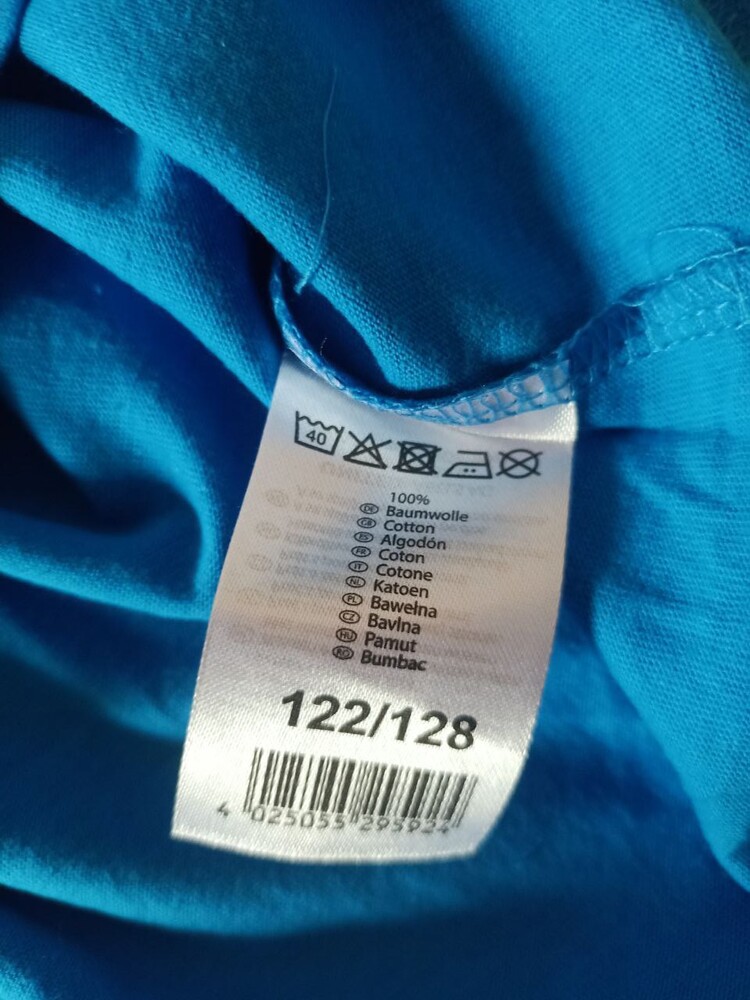 40
100%
DE Baumwolle
GB Cotton
ES Algodón
FR Coton
IT Cotone
NL Katoen
PL Bawełna
CZ Bavlna
HU Pamut
RO Bumbac
122/128
4 025055 295924